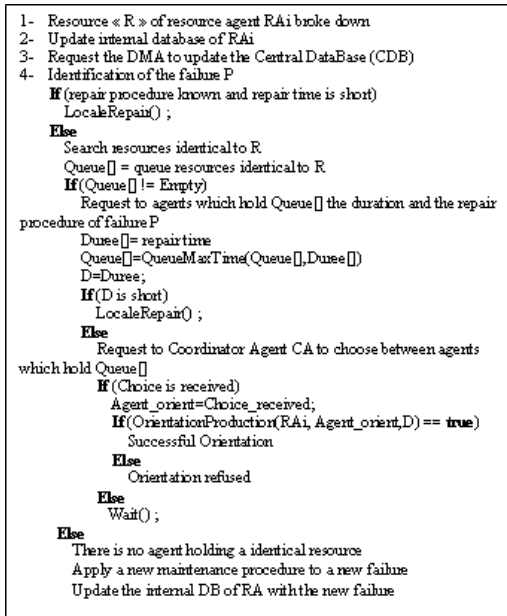 1- Resource « R » of resource agent RAi broke down
2- Update internal database of RAi
3- Request the DMA to update the Central DataBase (CDB)
4- Identification of the failure P
If (repair procedure known and repair time is short)
LocaleRepair() ;
Else
Search resources identical to R
Queue[] = queue resources identical to R
If(Queue[] != Empty)
Request to agents which hold Queue[] the duration and the repair
procedure of failure P
Duree[]= repair time
Queue[]=QueueMaxTime(Queue[],Duree[])
D=Duree;
If(D is short)
LocaleRepair() ;
Else
Request to Coordinator Agent CA to choose between agents
which hold Queue[]
If (Choice is received)
Agent_orient=Choice_received;
If(OrientationProduction(RAi, Agent_orient,D) == true)
Successful Orientation
Else
Orientation refused
Else
Wait() ;
Else
There is no agent holding a identical resource
Apply a new maintenance procedure to a new failure
Update the internal DB of RA with the new failure